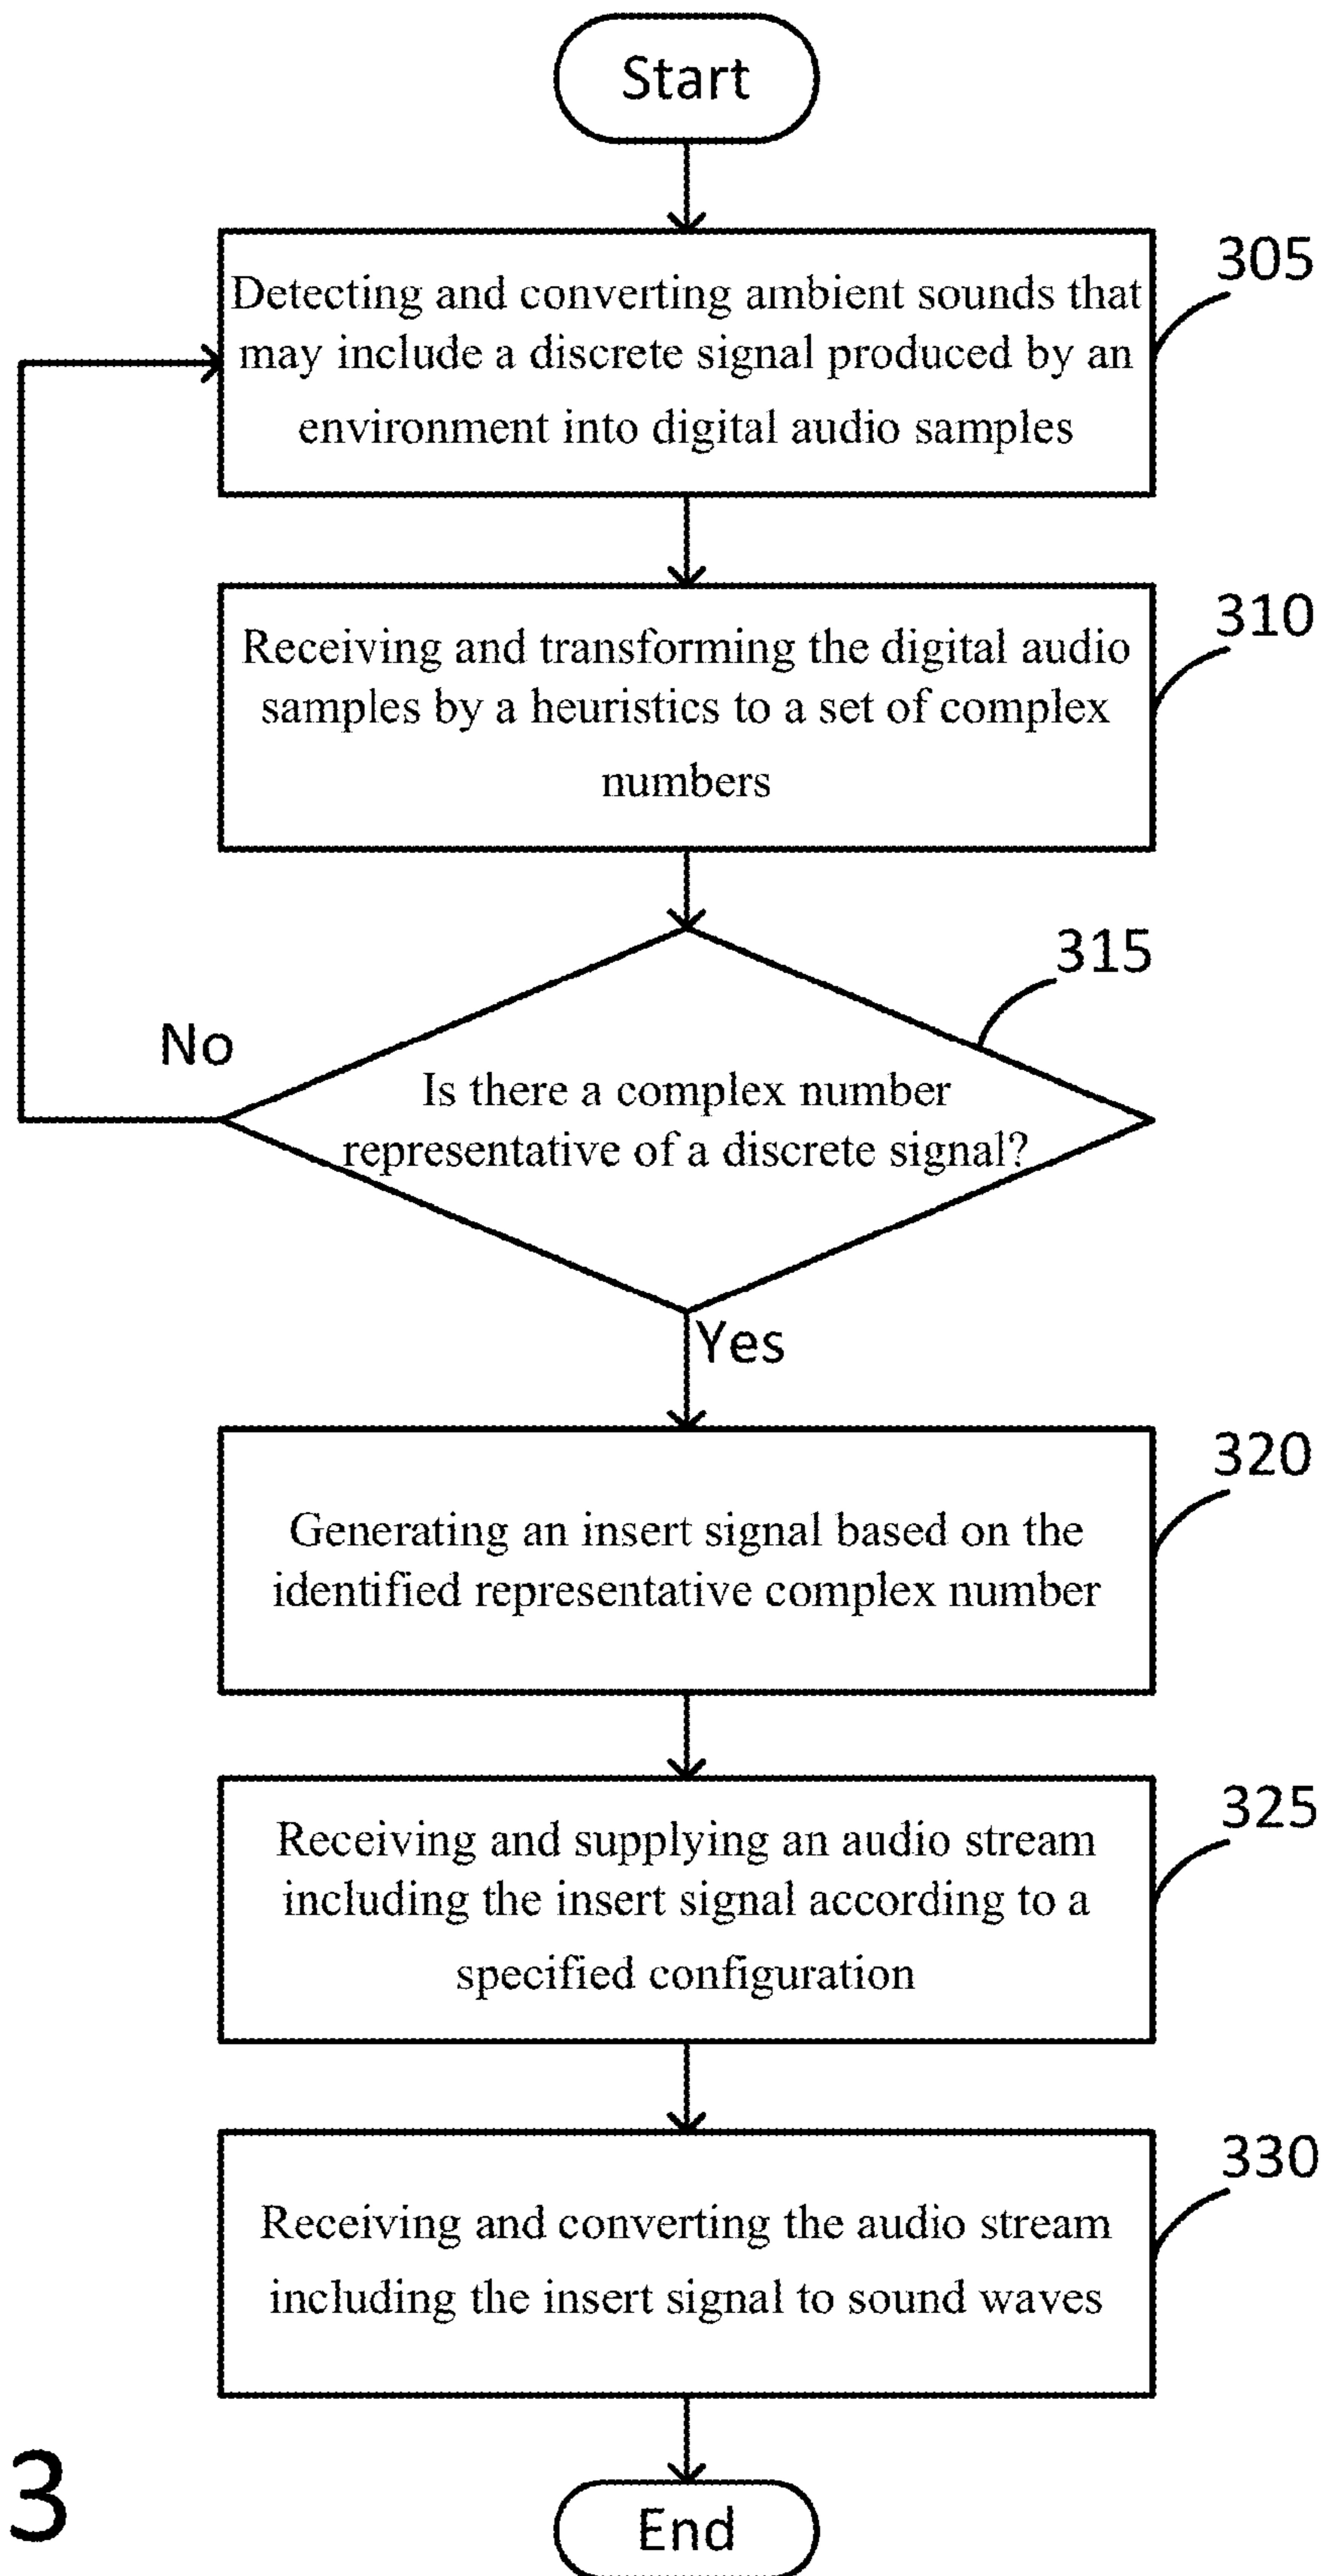 Start
305
Detecting and converting ambient sounds that
may include a discrete signal produced by an
environment into digital audio samples
310
Receiving and transforming the digital audio
samples by a heuristics to a set of complex
numbers
315
No
Is there a complex number
representative of a discrete signal?
Yes
320
Generating an insert signal based on the
identified representative complex number
325
Receiving and supplying an audio stream
including the insert signal according to a
specified configuration
330
Receiving and converting the audio stream
including the insert signal to sound waves
3
End